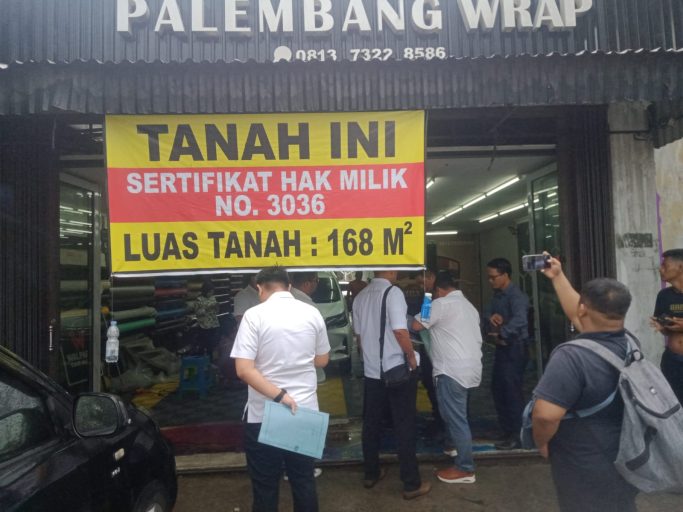 PALEMBANG WRAP
0813 7322 8586
TANAH INI
SERTIFIKAT HAK MILIK
NO. 3036
LUAS TANAH : 168 M²